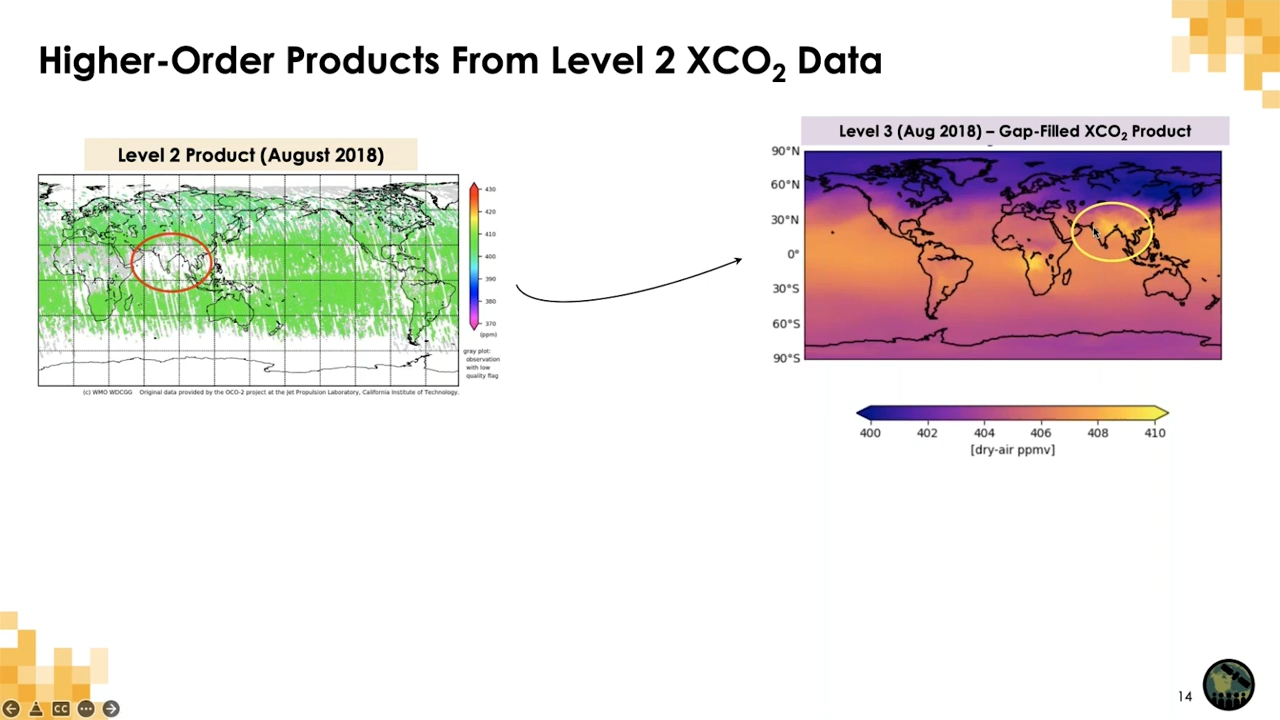 Higher-Order Products From Level 2 XCO₂ Data
Level 2 Product (August 2018)
430
420
410
400
390
380
370
(ppm)
gray plot:
observation
with low
quality flag
(c) WMO WDCGG Original data provided by the OCO-2 project at the Jet Propulsion Laboratory, California Institute of Technology.
Level 3 (Aug 2018) – Gap-Filled XCO₂ Product
90°N
60°N
30°N
0°
30°S
60°S
90°S
400 402 404 406 408 410
[dry-air ppmv]
CC
14